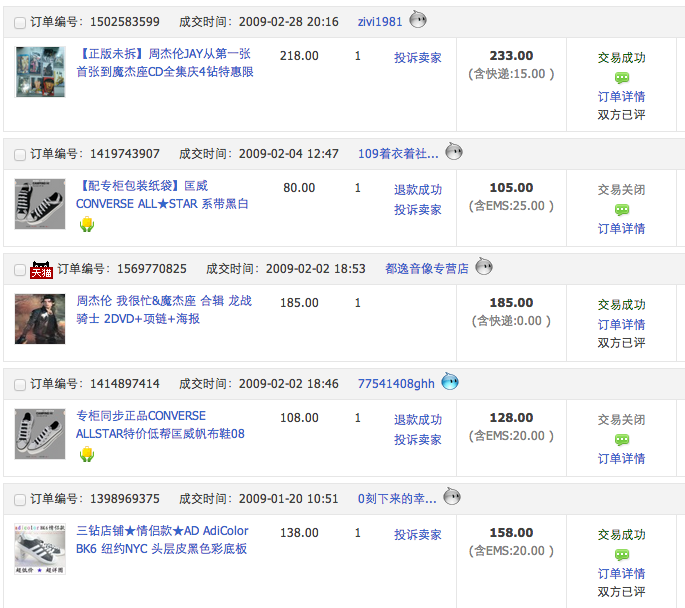 订单编号：1502583599 成交时间：2009-02-28 20:16 zivi1981
【正版未拆】周杰伦JAY从第一张 218.00 1 投诉卖家 233.00 交易成功
首张到魔杰座CD全集庆4钻特惠限 (含快递:15.00 )
订单详情
双方已评
订单编号：1419743907 成交时间：2009-02-04 12:47 109着衣着社...
【配专柜包装纸袋】匡威 80.00 1 退款成功 105.00 交易关闭
CONVERSE ALL★STAR 系带黑白 投诉卖家 (含EMS:25.00 )
订单详情
天猫 订单编号：1569770825 成交时间：2009-02-02 18:53 都逸音像专营店
周杰伦 我很忙&魔杰座 合辑 龙战 185.00 1 185.00 交易成功
骑士 2DVD+项链+海报 (含快递:0.00 ) 订单详情
双方已评
订单编号：1414897414 成交时间：2009-02-02 18:46 77541408ghh
专柜同步正品CONVERSE 108.00 1 退款成功 128.00 交易关闭
ALLSTAR特价低帮匡威帆布鞋08 投诉卖家 (含EMS:20.00 )
订单详情
订单编号：1398969375 成交时间：2009-01-20 10:51 0刻下来的幸...
三钻店铺★情侣款★AD AdiColor 138.00 1 投诉卖家 158.00 交易成功
BK6 纽约NYC 头层皮黑色彩底板 (含EMS:20.00 )
订单详情
双方已评
adicolor BK6 情侣款
超低价 ★ 超详图